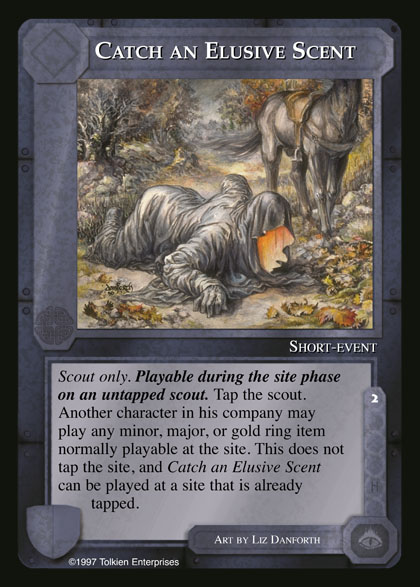 Catch an Elusive Scent
Short-event
Scout only. Playable during the site phase
on an untapped scout. Tap the scout.
Another character in his company may
play any minor, major, or gold ring item
normally playable at the site. This does not
tap the site, and Catch an Elusive Scent
can be played at a site that is already
tapped.
2
H
Art by Liz Danforth
©1997 Tolkien Enterprises